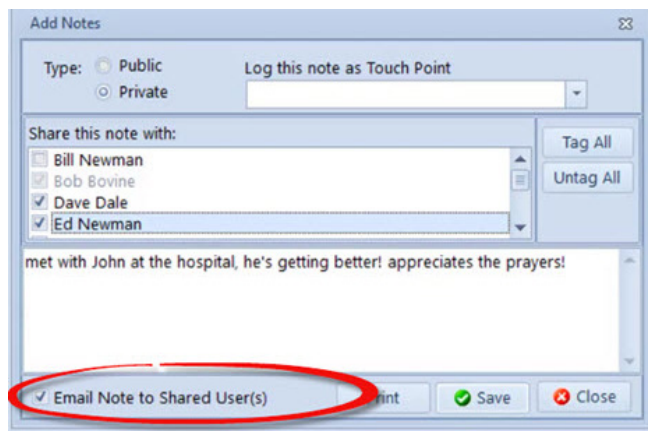 Add Notes
Type: Public Log this note as Touch Point
Private
Share this note with:
Tag All
Bill Newman
Bob Bovine
Untag All
Dave Dale
Ed Newman
met with John at the hospital, he's getting better! appreciates the prayers!
Email Note to Shared User(s) Save Close